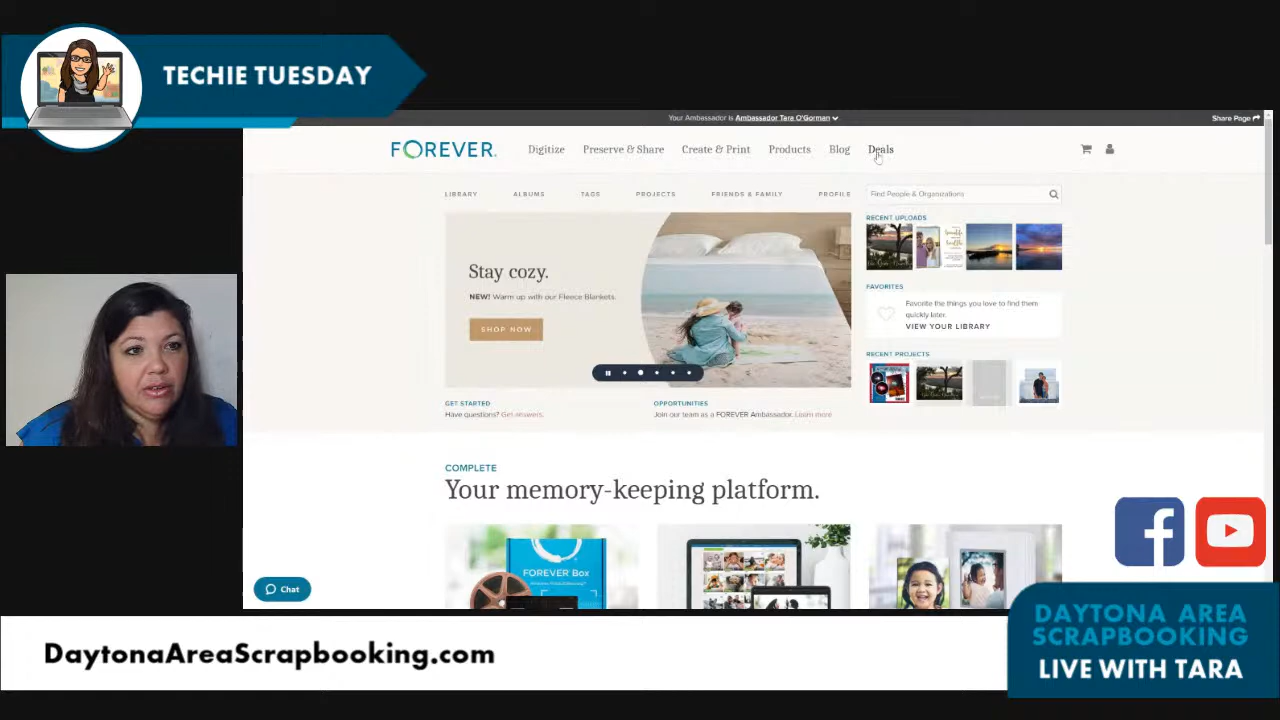 TECHIE TUESDAY
Your Ambassador is Ambassador Tara O'Gorman
Share Page
FOREVER
Digitize
Preserve & Share
Create & Print
Products
Blog
Deals
LIBRARY
ALBUMS
TAGS
PROJECTS
FRIENDS & FAMILY
PROFILE
Find People & Organizations
Stay cozy.
NEW! Warm up with our Fleece Blankets.
SHOP NOW
RECENT UPLOADS
FAVORITES
Favorite the things you love to find them
quickly later.
VIEW YOUR LIBRARY
RECENT PROJECTS
GET STARTED
Have questions? Get answers.
OPPORTUNITIES
Join our team as a FOREVER Ambassador. Learn more
COMPLETE
Your memory-keeping platform.
FOREVER Box
Chat
DaytonaAreaScrapbooking.com
DAYTONA AREA
SCRAPBOOKING
LIVE WITH TARA